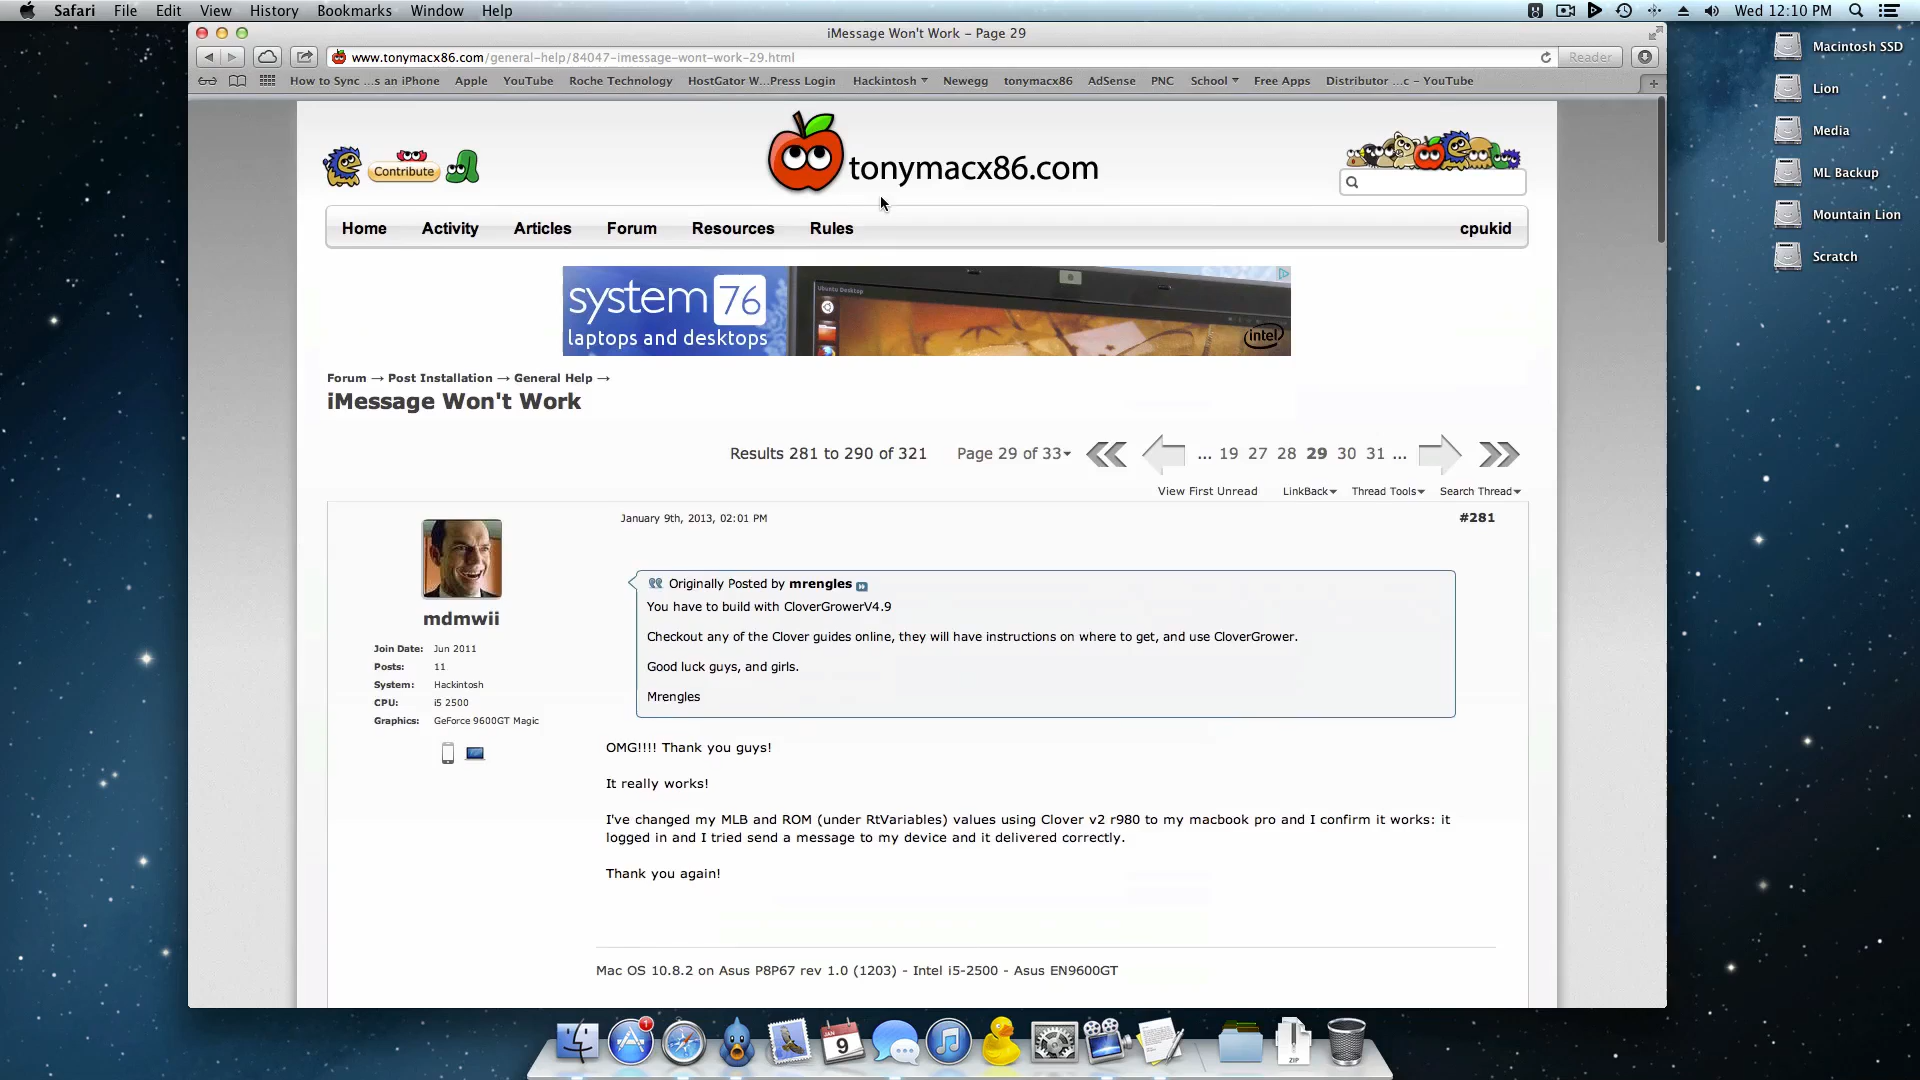 Safari File Edit View History Bookmarks Window Help
Wed 12:10 PM
iMessage Won't Work – Page 29
www.tonymacx86.com/general-help/84047-imessage-wont-work-29.html
Reader
How to Sync ...s an iPhone Apple YouTube Roche Technology HostGator W...Press Login Hackintosh Newegg tonymacx86 AdSense PNC School Free Apps Distributor ...c – YouTube
Macintosh SSD
Lion
Media
ML Backup
Mountain Lion
Scratch
Contribute
tonymacx86.com
Home Activity Articles Forum Resources Rules cpukid
system 76
laptops and desktops
Ubuntu Desktop
intel
Forum → Post Installation → General Help →
iMessage Won't Work
Results 281 to 290 of 321 Page 29 of 33 ... 19 27 28 29 30 31 ...
View First Unread LinkBack Thread Tools Search Thread
January 9th, 2013, 02:01 PM #281
mdmwii
Join Date: Jun 2011
Posts: 11
System: Hackintosh
CPU: i5 2500
Graphics: GeForce 9600GT Magic
Originally Posted by mrengles
You have to build with CloverGrowerV4.9
Checkout any of the Clover guides online, they will have instructions on where to get, and use CloverGrower.
Good luck guys, and girls.
Mrengles
OMG!!!! Thank you guys!
It really works!
I've changed my MLB and ROM (under RtVariables) values using Clover v2 r980 to my macbook pro and I confirm it works: it
logged in and I tried send a message to my device and it delivered correctly.
Thank you again!
Mac OS 10.8.2 on Asus P8P67 rev 1.0 (1203) - Intel i5-2500 - Asus EN9600GT
1
JAN
9
ZIP